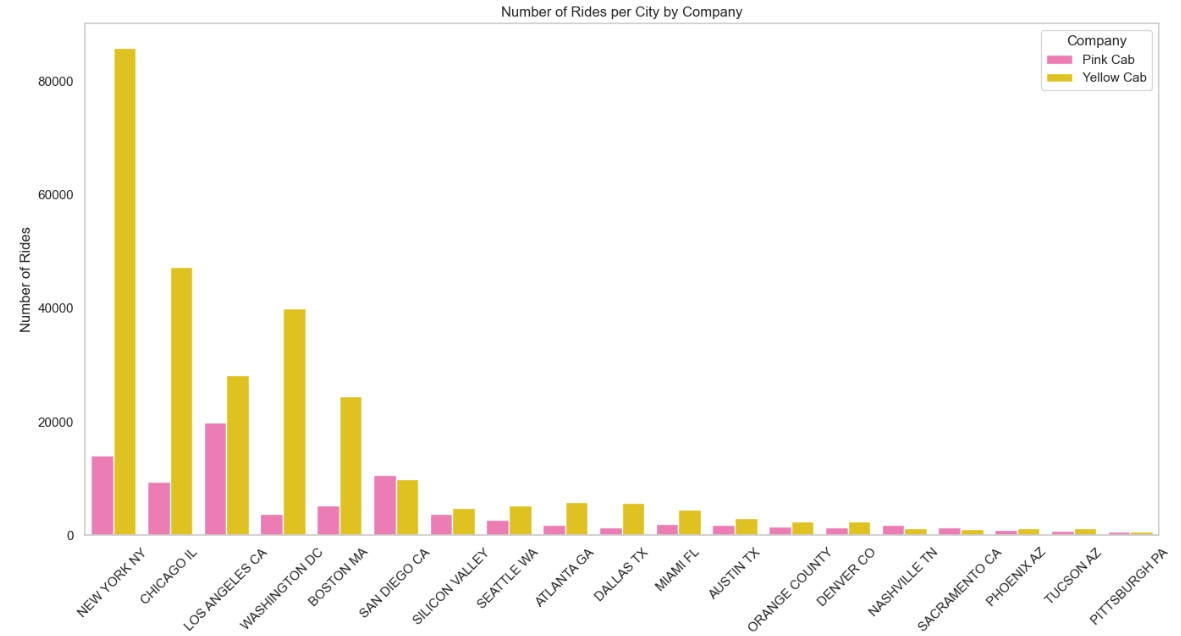 Number of Rides per City by Company
Company
Pink Cab
Yellow Cab
Number of Rides
80000
60000
40000
20000
0
NEW YORK NY
CHICAGO IL
LOS ANGELES CA
WASHINGTON DC
BOSTON MA
SAN DIEGO CA
SILICON VALLEY
SEATTLE WA
ATLANTA GA
DALLAS TX
MIAMI FL
AUSTIN TX
ORANGE COUNTY
DENVER CO
NASHVILLE TN
SACRAMENTO CA
PHOENIX AZ
TUCSON AZ
PITTSBURGH PA